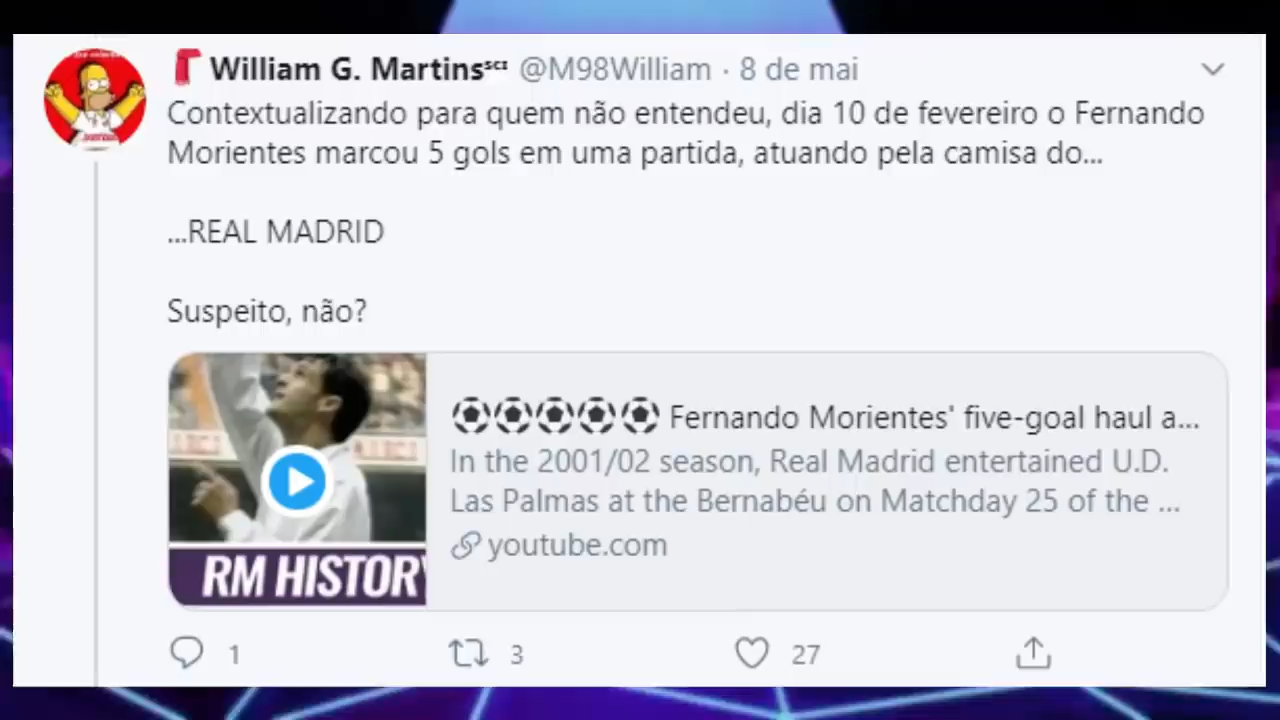 William G. Martinsˢᶜᶦ @M98William · 8 de mai
Contextualizando para quem não entendeu, dia 10 de fevereiro o Fernando
Morientes marcou 5 gols em uma partida, atuando pela camisa do...
...REAL MADRID
Suspeito, não?
⚽⚽⚽⚽⚽ Fernando Morientes' five-goal haul a...
In the 2001/02 season, Real Madrid entertained U.D.
Las Palmas at the Bernabéu on Matchday 25 of the ...
youtube.com
RM HISTORY
1 3 27